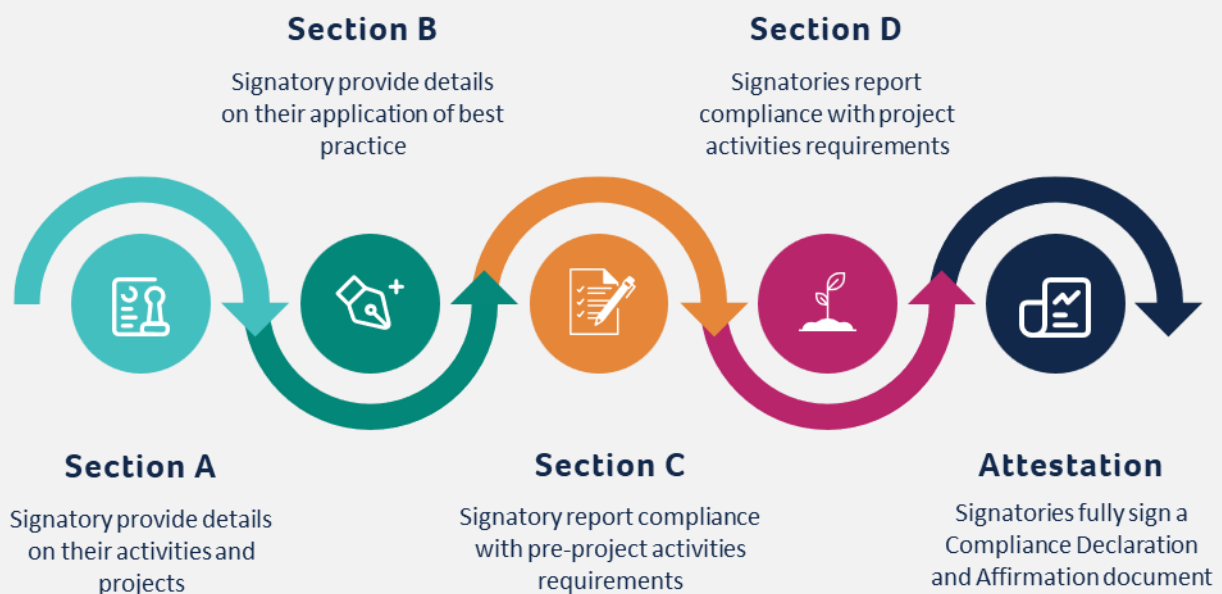 Section B
Signatory provide details
on their application of best
practice
Section D
Signatories report
compliance with project
activities requirements
Section A
Signatory provide details
on their activities and
projects
Section C
Signatory report compliance
with pre-project activities
requirements
Attestation
Signatories fully sign a
Compliance Declaration
and Affirmation document